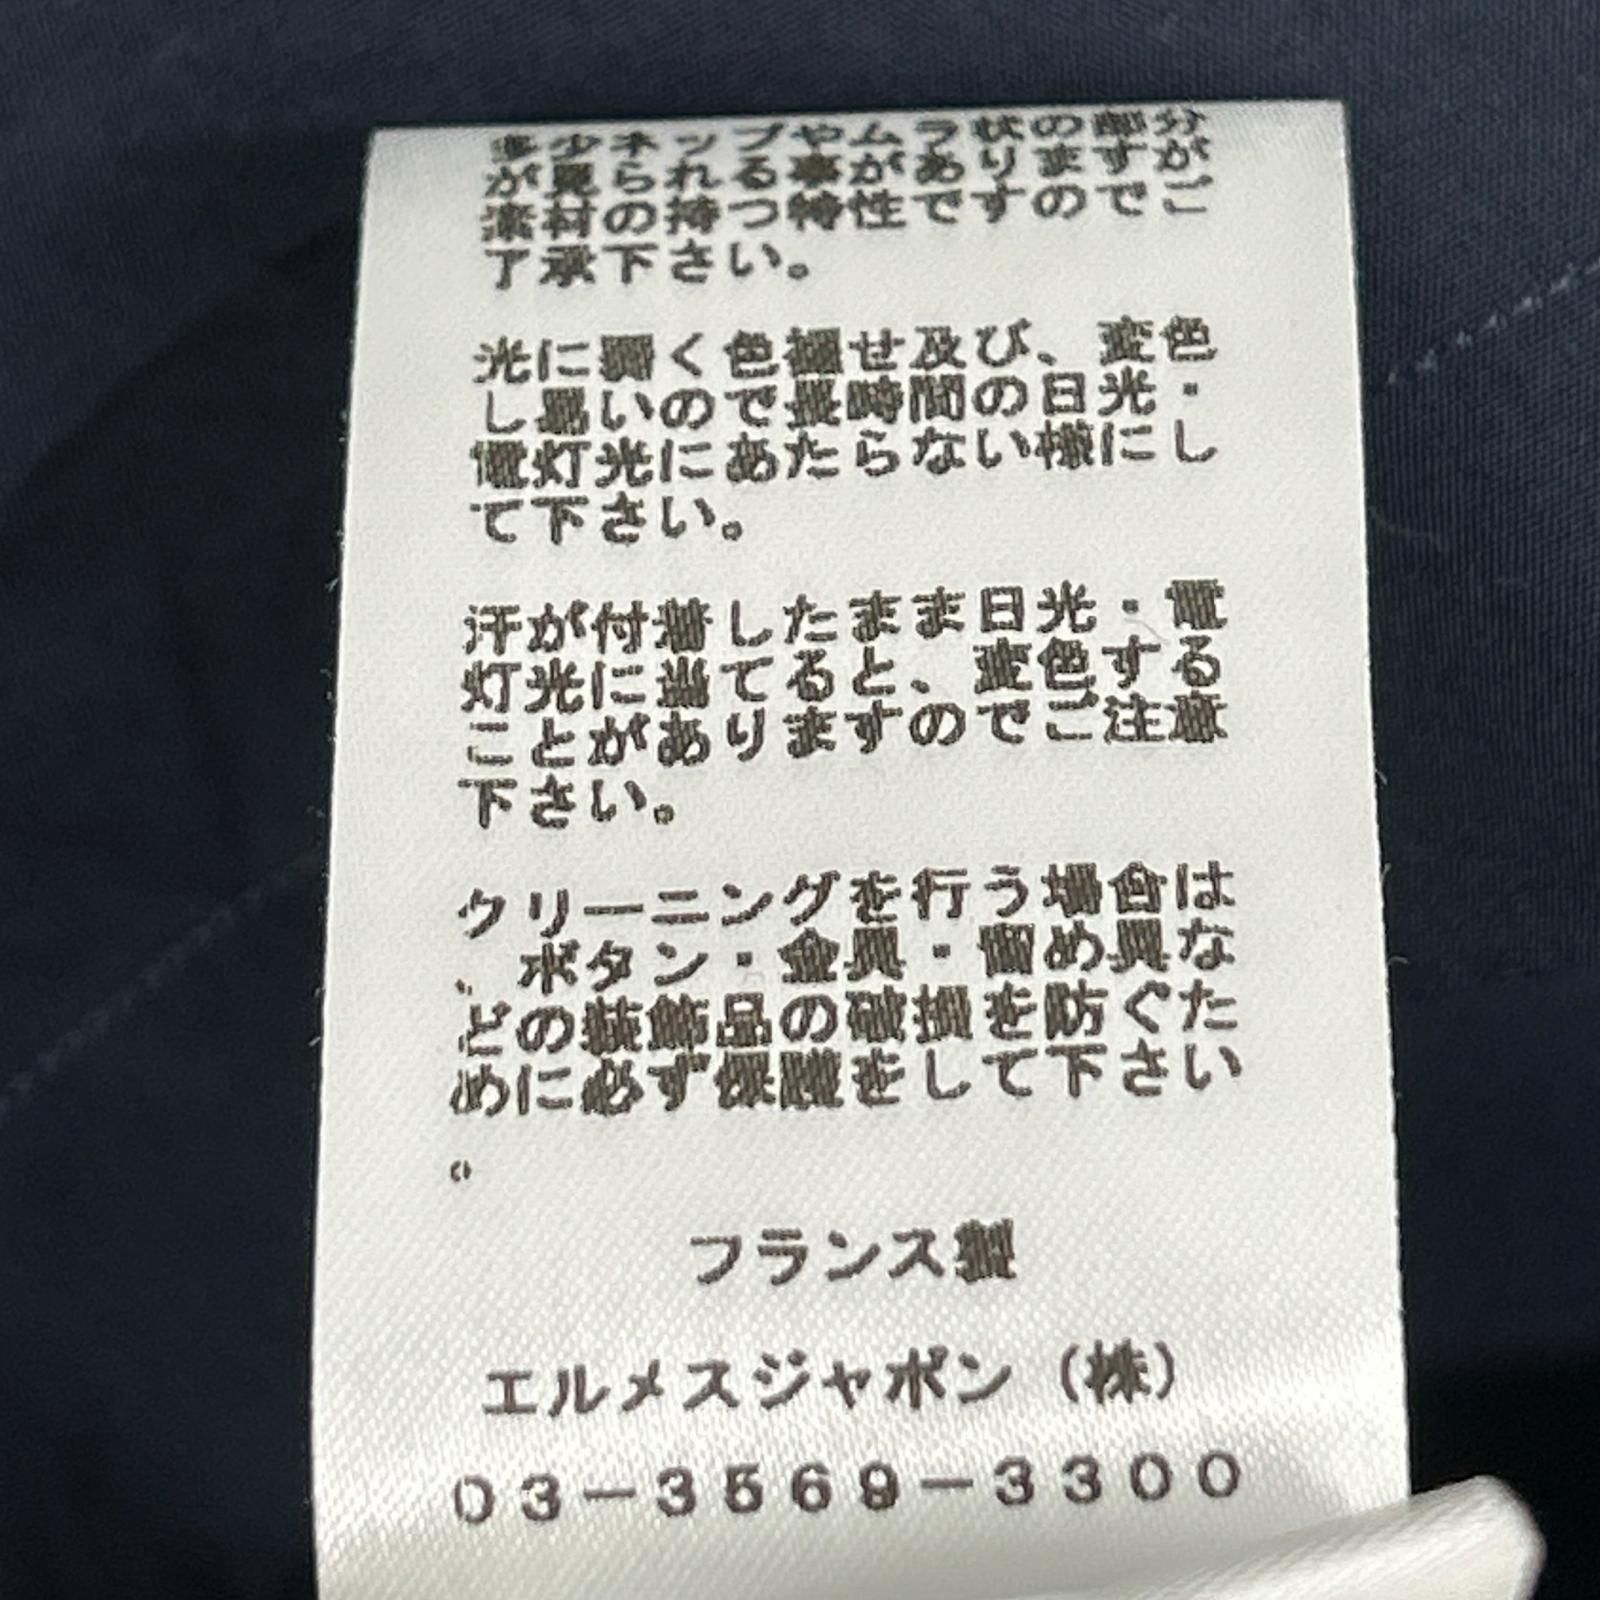 多少ネップやムラ状の部分
が見られる事がありますが
素材の持つ特性ですのでご
了承下さい。
光に弱く色褪せ及び、変色
し易いので長時間の日光・
電灯光にあたらない様にし
て下さい。
汗が付着したまま日光・電
灯光に当てると、変色する
ことがありますのでご注意
下さい。
クリーニングを行う場合は
、ボタン・金具・留め具な
どの装飾品の破損を防ぐた
めに必ず保護をして下さい
。
フランス製
エルメスジャポン（株）
03-3569-3300